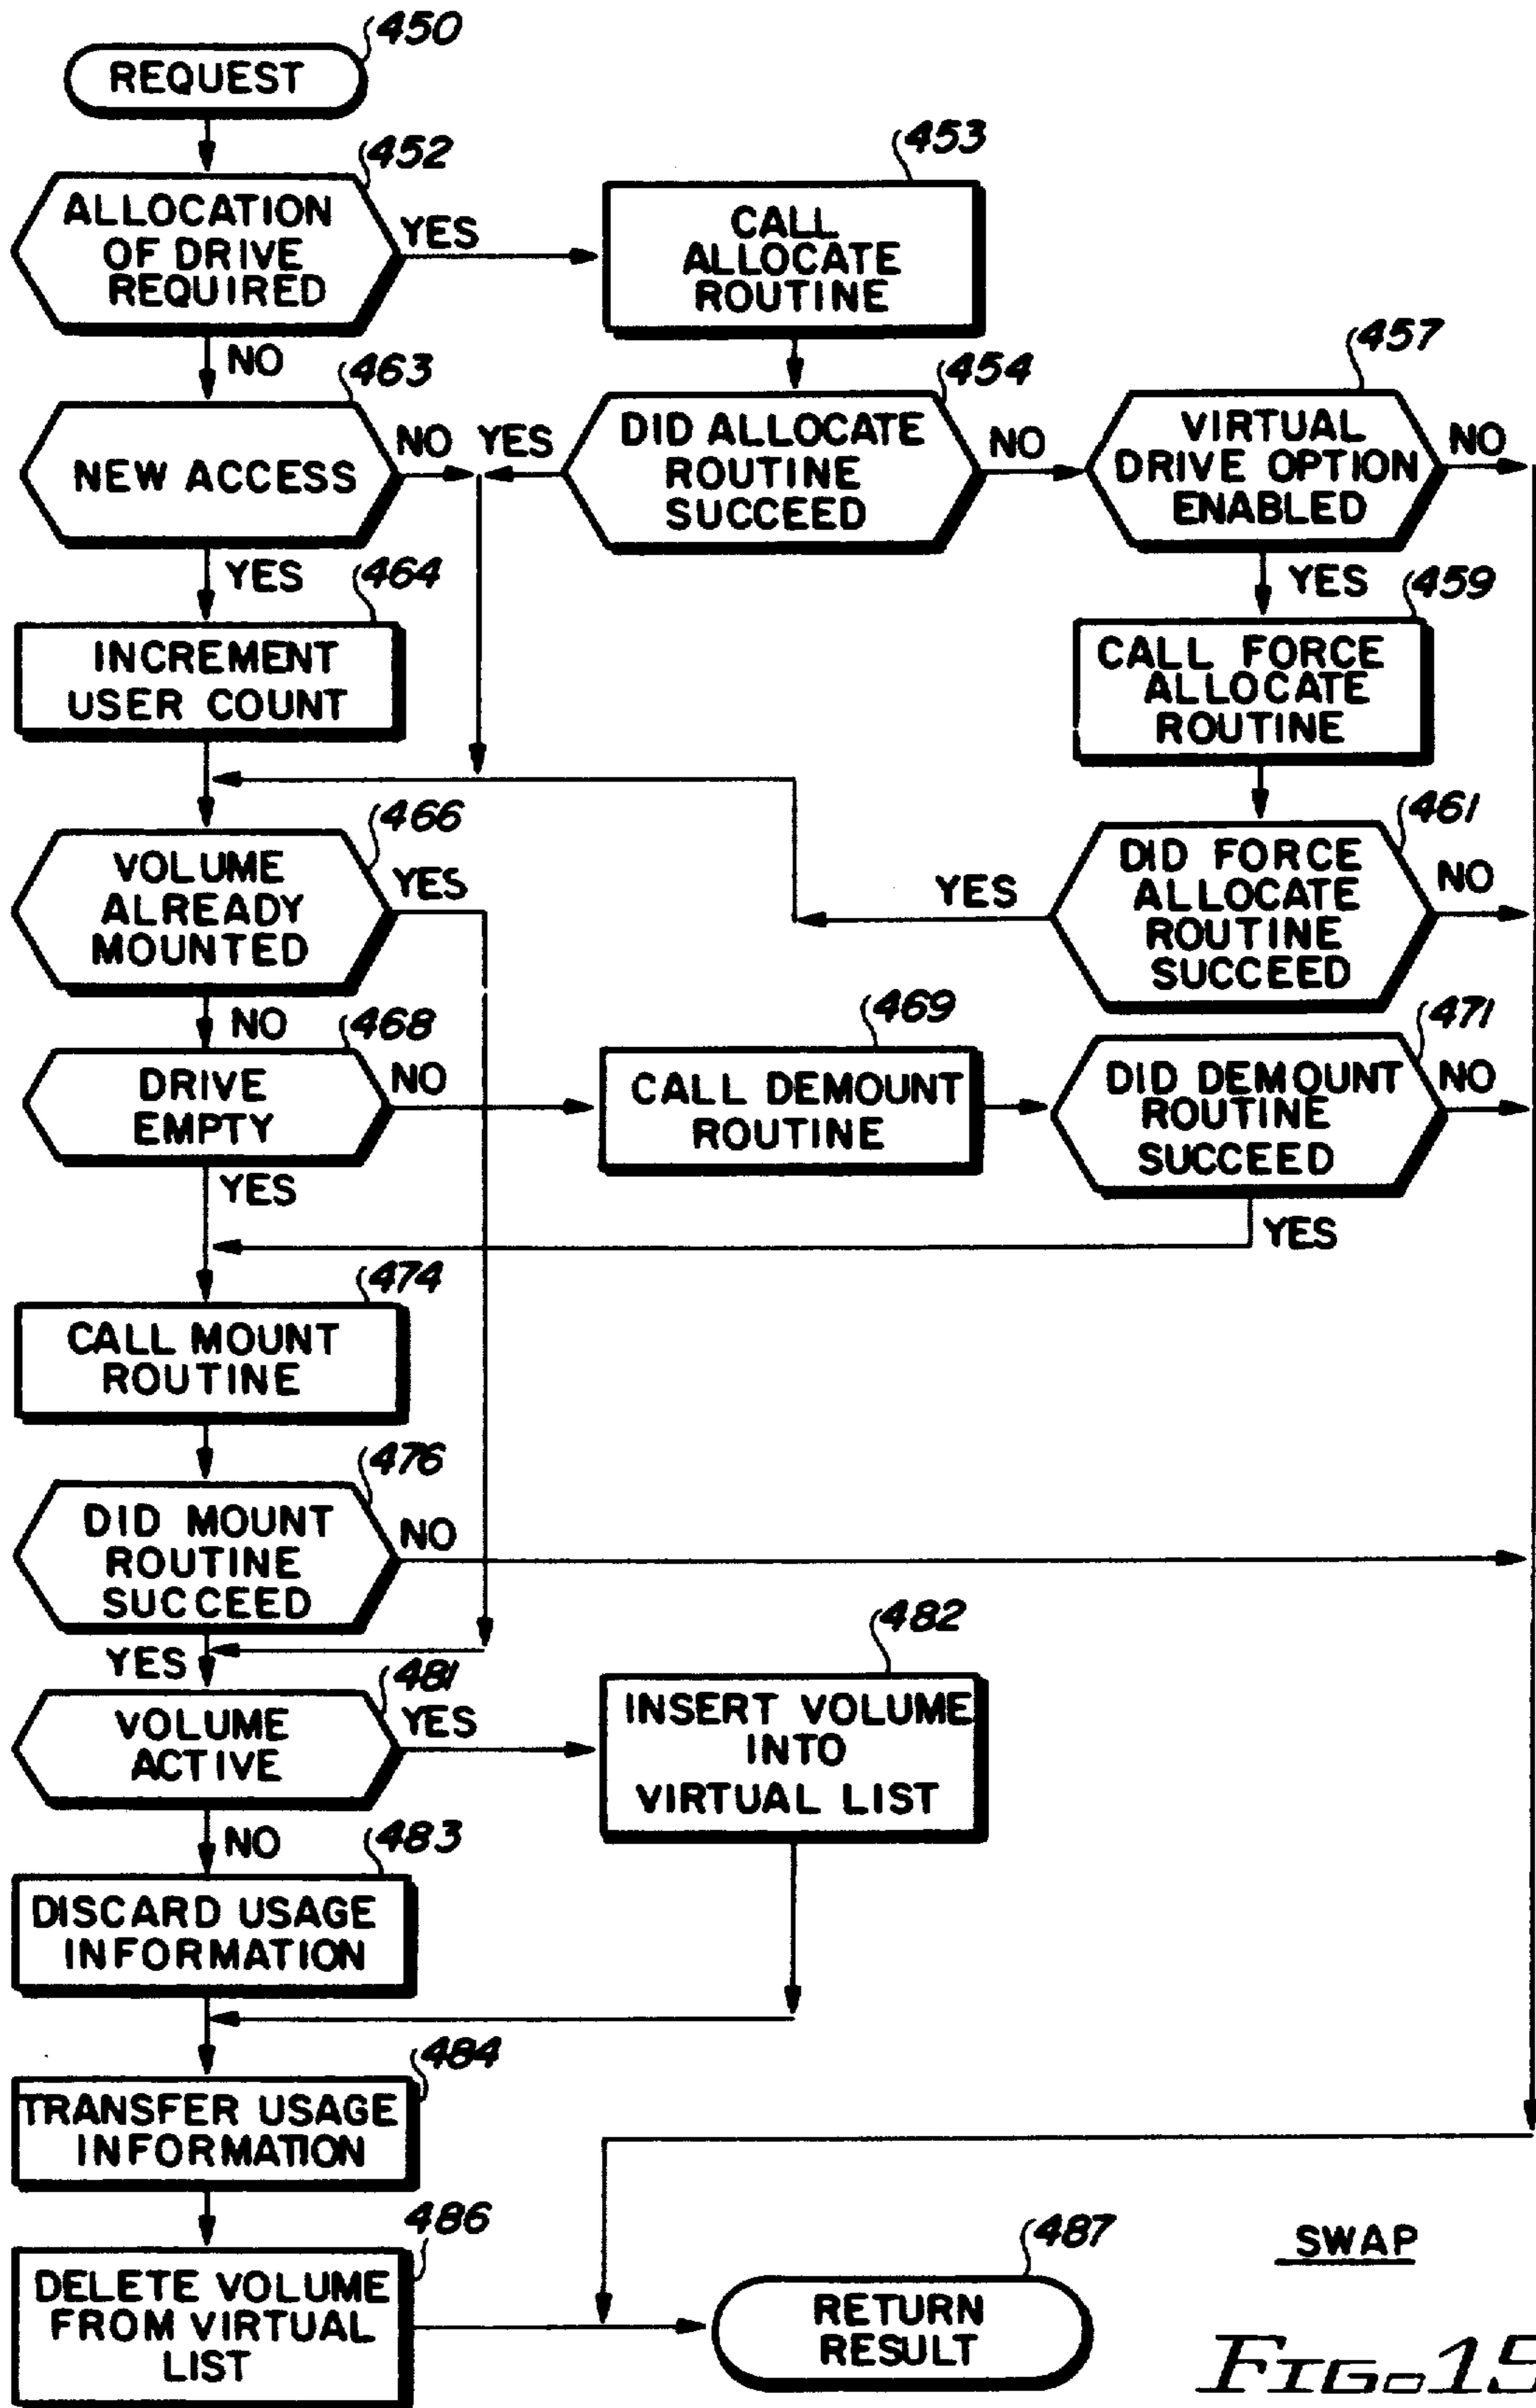 450
REQUEST
452
ALLOCATION
OF DRIVE
REQUIRED
YES
453
CALL
ALLOCATE
ROUTINE
NO
463
NEW ACCESS
NO
YES
454
DID ALLOCATE
ROUTINE
SUCCEED
NO
457
VIRTUAL
DRIVE OPTION
ENABLED
NO
YES
464
INCREMENT
USER COUNT
YES
459
CALL FORCE
ALLOCATE
ROUTINE
466
VOLUME
ALREADY
MOUNTED
YES
YES
461
DID FORCE
ALLOCATE
ROUTINE
SUCCEED
NO
NO
468
DRIVE
EMPTY
NO
469
CALL DEMOUNT
ROUTINE
471
DID DEMOUNT
ROUTINE
SUCCEED
NO
YES
YES
474
CALL MOUNT
ROUTINE
476
DID MOUNT
ROUTINE
SUCCEED
NO
YES
481
VOLUME
ACTIVE
YES
482
INSERT VOLUME
INTO
VIRTUAL LIST
NO
483
DISCARD USAGE
INFORMATION
484
TRANSFER USAGE
INFORMATION
486
DELETE VOLUME
FROM VIRTUAL
LIST
487
RETURN
RESULT
SWAP
FIG. 15